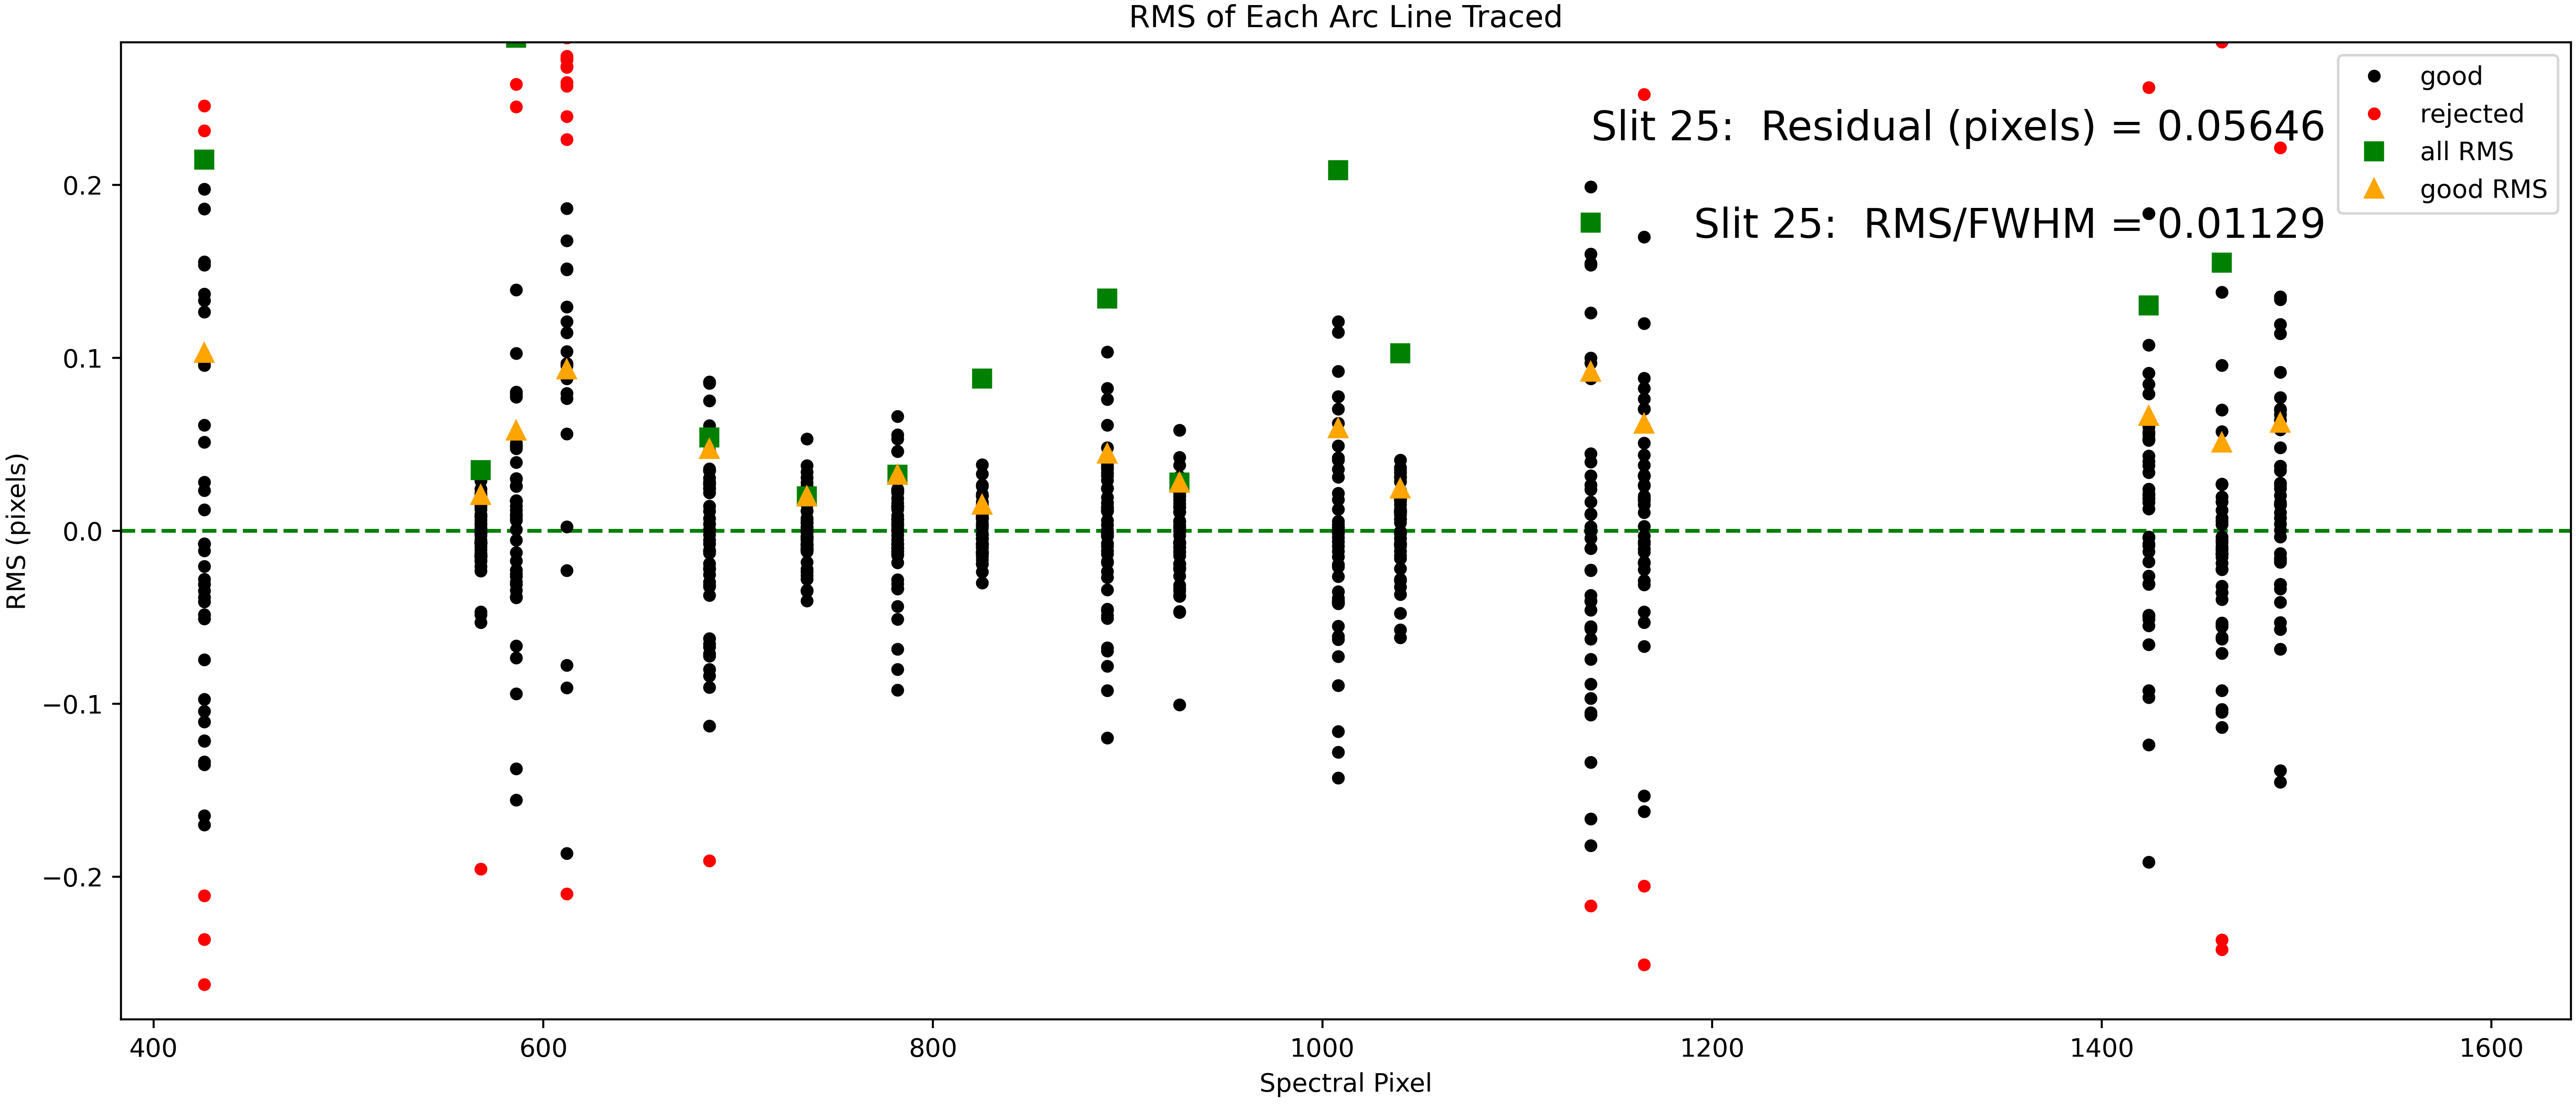 RMS of Each Arc Line Traced
good
rejected
all RMS
good RMS
Slit 25:  Residual (pixels) = 0.05646
Slit 25:  RMS/FWHM = 0.01129
RMS (pixels)
0.2
0.1
0.0
−0.1
−0.2
400 600 800 1000 1200 1400 1600
Spectral Pixel